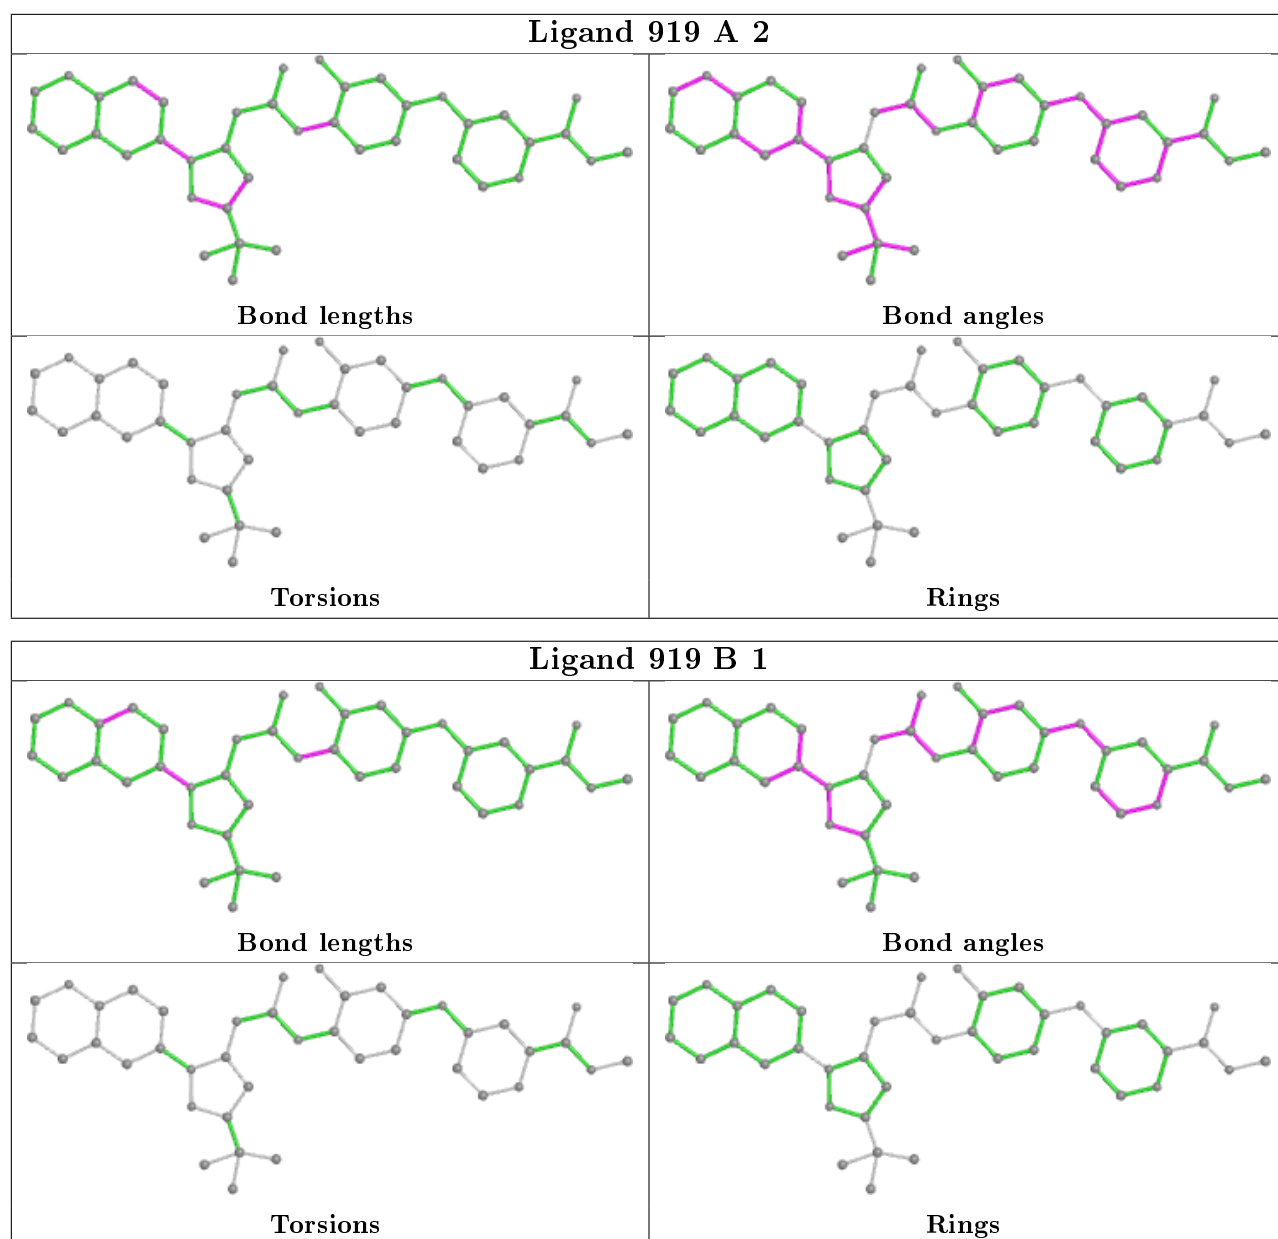 Ligand 919 A 2
Bond lengths
Bond angles
Torsions
Rings
Ligand 919 B 1
Bond lengths
Bond angles
Torsions
Rings